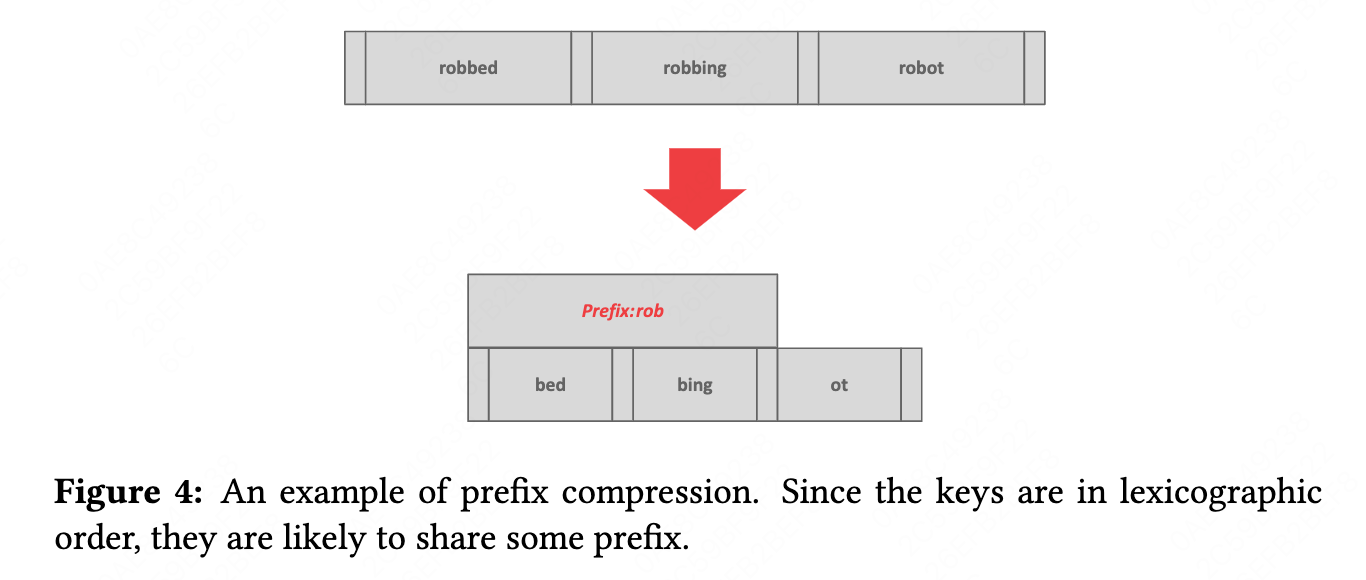 robbed robbing robot
Prefix:rob
bed bing ot
Figure 4: An example of prefix compression. Since the keys are in lexicographic
order, they are likely to share some prefix.